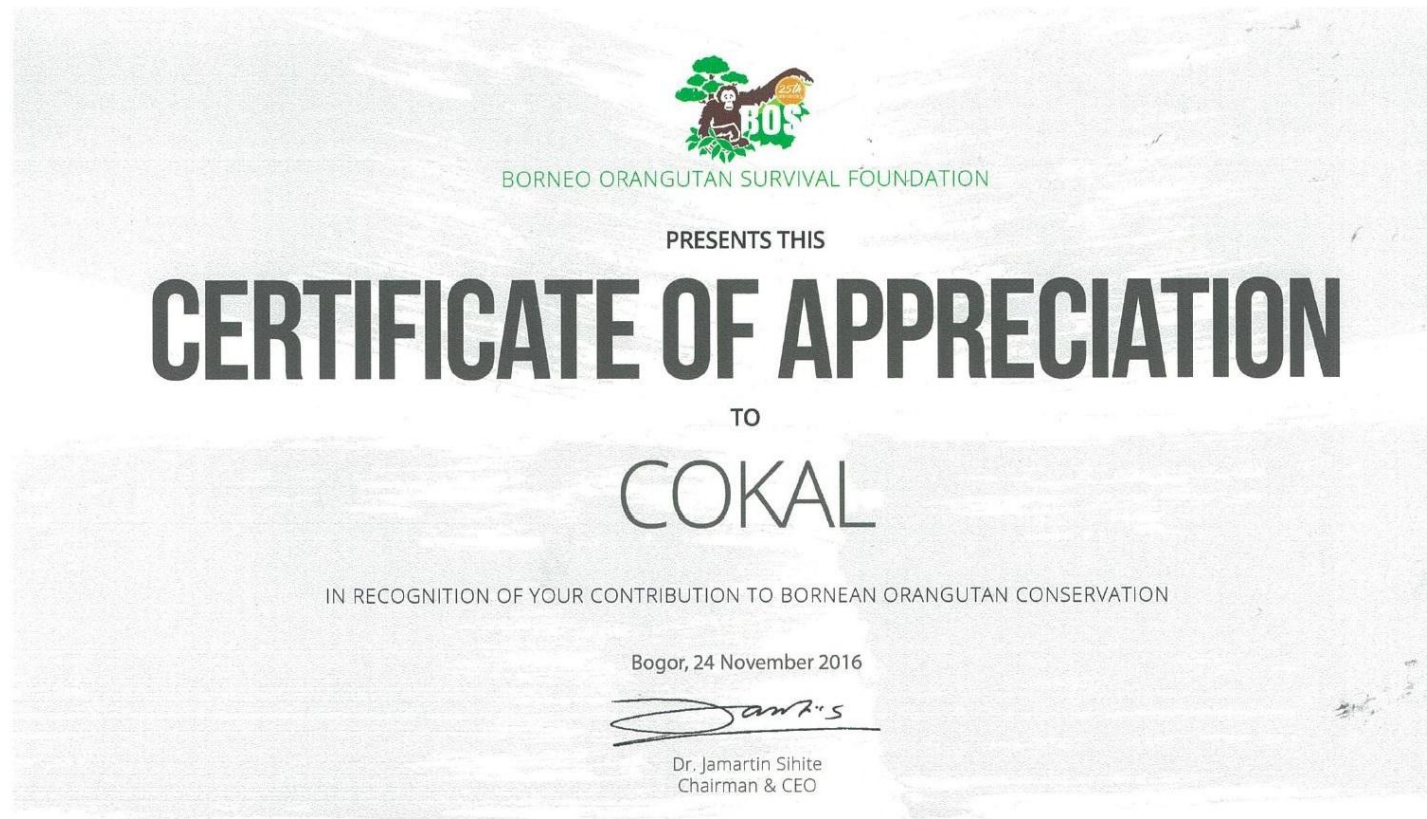 25th
BOS
BORNEO ORANGUTAN SURVIVAL FOUNDATION
PRESENTS THIS
CERTIFICATE OF APPRECIATION
TO
COKAL
IN RECOGNITION OF YOUR CONTRIBUTION TO BORNEAN ORANGUTAN CONSERVATION
Bogor, 24 November 2016
Dr. Jamartin Sihite
Chairman & CEO